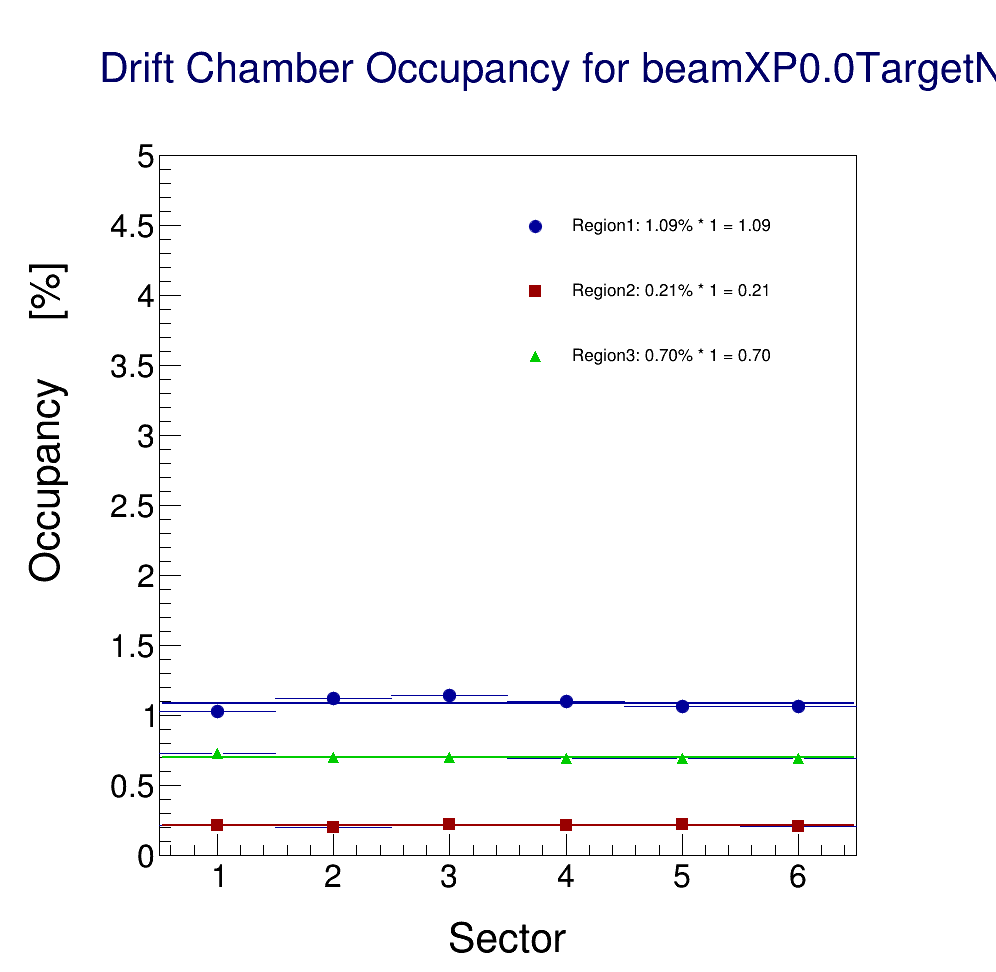 Drift Chamber Occupancy for beamXP0.0TargetN
5
4.5
4
3.5
3
2.5
2
1.5
1
0.5
0
Occupancy [%]
Region1: 1.09% * 1 = 1.09
Region2: 0.21% * 1 = 0.21
Region3: 0.70% * 1 = 0.70
1 2 3 4 5 6
Sector